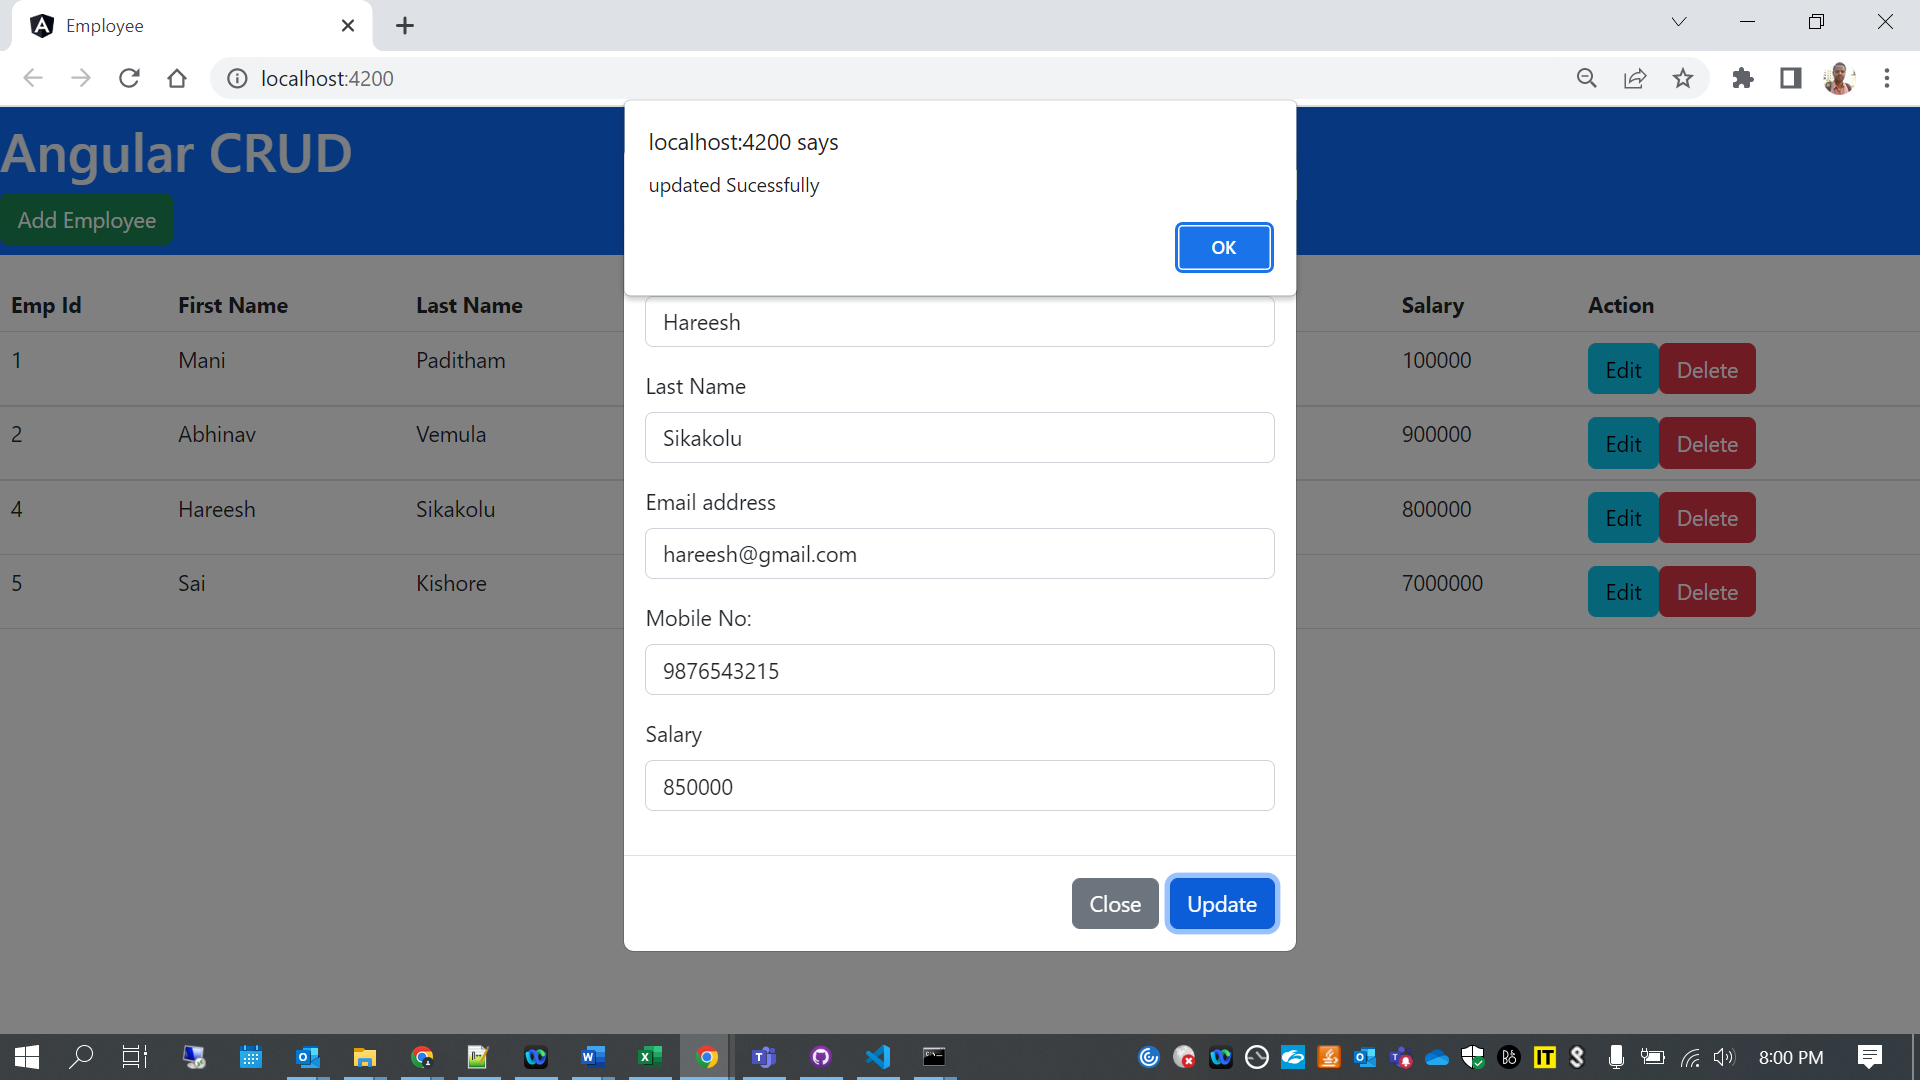 Employee
localhost:4200
Angular CRUD
Add Employee
localhost:4200 says
updated Sucessfully
OK
Emp Id First Name Last Name Salary Action
1 Mani Paditham 100000 Edit Delete
2 Abhinav Vemula 900000 Edit Delete
4 Hareesh Sikakolu 800000 Edit Delete
5 Sai Kishore 7000000 Edit Delete
Hareesh
Last Name
Sikakolu
Email address
hareesh@gmail.com
Mobile No:
9876543215
Salary
850000
Close Update
IT
8:00 PM